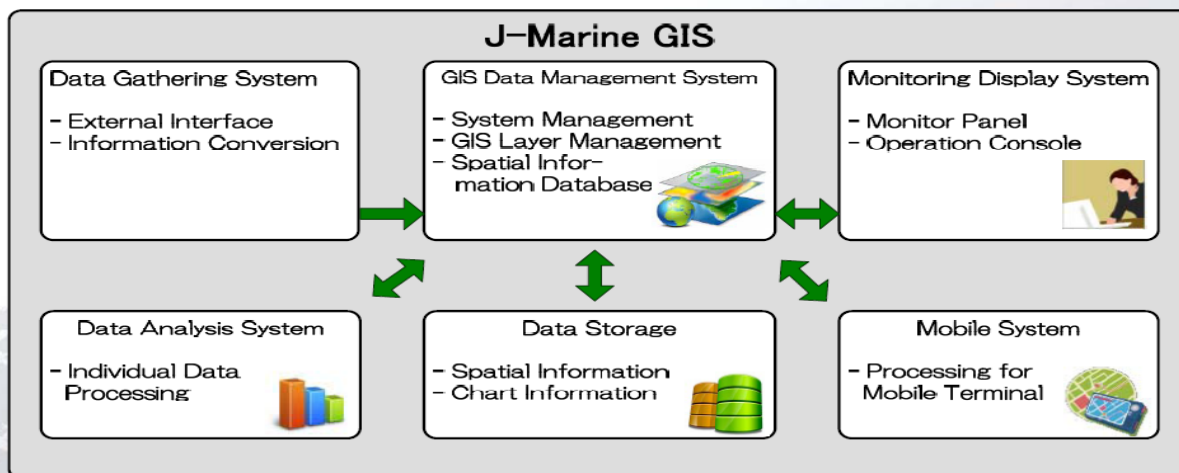 J-Marine GIS
Data Gathering System
- External Interface
- Information Conversion
GIS Data Management System
- System Management
- GIS Layer Management
- Spatial Infor-
mation Database
Monitoring Display System
- Monitor Panel
- Operation Console
Data Analysis System
- Individual Data
Processing
Data Storage
- Spatial Information
- Chart Information
Mobile System
- Processing for
Mobile Terminal